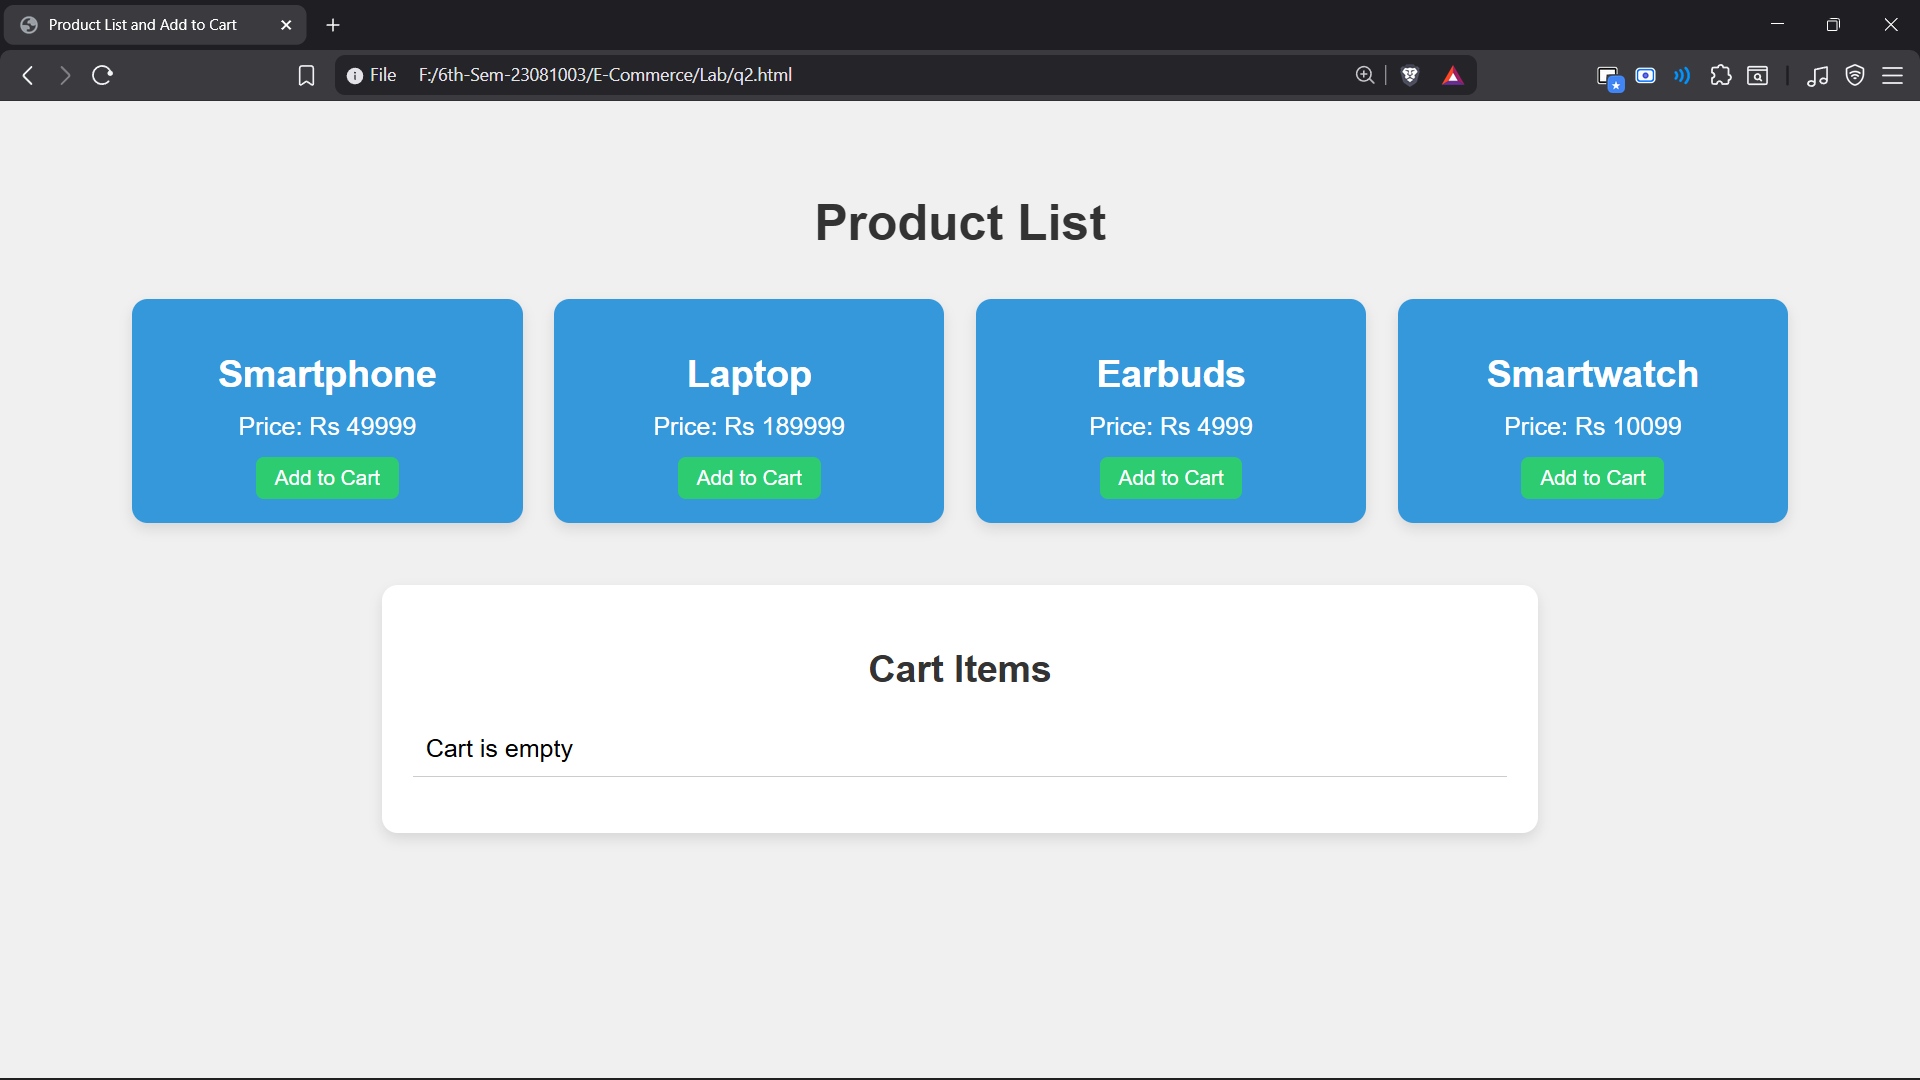 Product List and Add to Cart
File F:/6th-Sem-23081003/E-Commerce/Lab/q2.html
Product List
Smartphone
Price: Rs 49999
Add to Cart
Laptop
Price: Rs 189999
Add to Cart
Earbuds
Price: Rs 4999
Add to Cart
Smartwatch
Price: Rs 10099
Add to Cart
Cart Items
Cart is empty